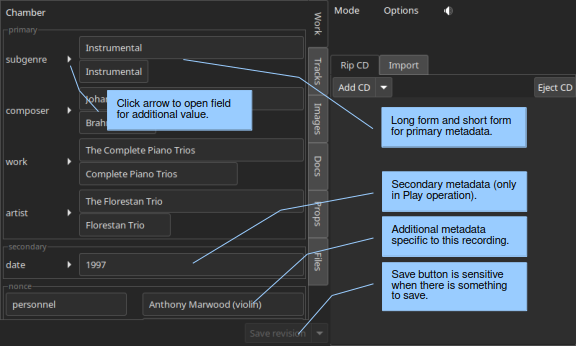 Chamber
Work
Mode
Options
primary
subgenre
Instrumental
Instrumental
Tracks
Rip CD
Import
Add CD
Eject CD
composer
Click arrow to open field
for additional value.
Images
Long form and short form
for primary metadata.
work
The Complete Piano Trios
Complete Piano Trios
Docs
Secondary metadata (only
in Play operation).
artist
The Florestan Trio
Florestan Trio
Props
Additional metadata
specific to this recording.
secondary
date
1997
Files
Save button is sensitive
when there is something
to save.
nonce
personnel
Anthony Marwood (violin)
Save revision